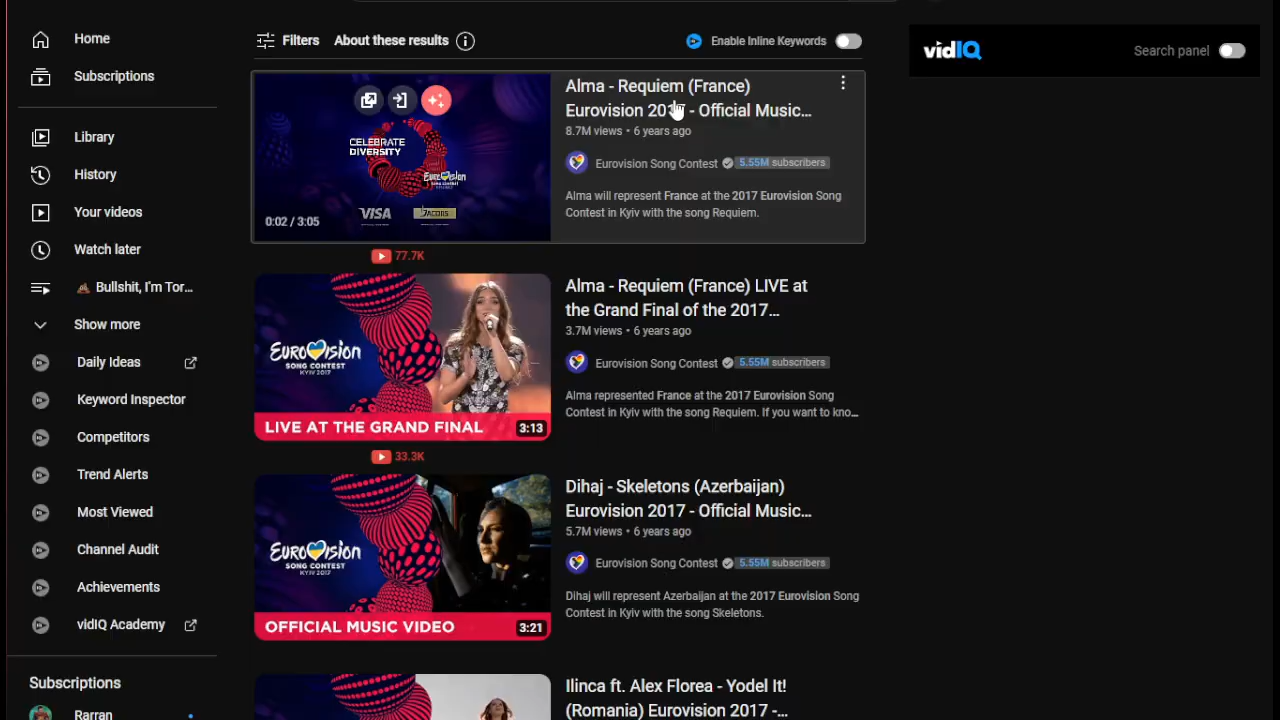 Home
Subscriptions
Library
History
Your videos
Watch later
Bullshit, I'm Tor...
Show more
Daily Ideas
Keyword Inspector
Competitors
Trend Alerts
Most Viewed
Channel Audit
Achievements
vidIQ Academy
Subscriptions
Rarran
Filters
About these results
Enable Inline Keywords
CELEBRATE
DIVERSITY
EUROVISION
VISA
JACOBS
0:02 / 3:05
Alma - Requiem (France)
Eurovision 2017 - Official Music...
8.7M views • 6 years ago
Eurovision Song Contest 5.55M subscribers
Alma will represent France at the 2017 Eurovision Song
Contest in Kyiv with the song Requiem.
77.7K
EUROVISION
SONG CONTEST
KYIV 2017
LIVE AT THE GRAND FINAL
3:13
Alma - Requiem (France) LIVE at
the Grand Final of the 2017...
3.7M views • 6 years ago
Eurovision Song Contest 5.55M subscribers
Alma represented France at the 2017 Eurovision Song
Contest in Kyiv with the song Requiem. If you want to kno...
33.3K
EUROVISION
SONG CONTEST
KYIV 2017
OFFICIAL MUSIC VIDEO
3:21
Dihaj - Skeletons (Azerbaijan)
Eurovision 2017 - Official Music...
5.7M views • 6 years ago
Eurovision Song Contest 5.55M subscribers
Dihaj will represent Azerbaijan at the 2017 Eurovision Song
Contest in Kyiv with the song Skeletons.
Ilinca ft. Alex Florea - Yodel It!
(Romania) Eurovision 2017 -...
vidIQ
Search panel